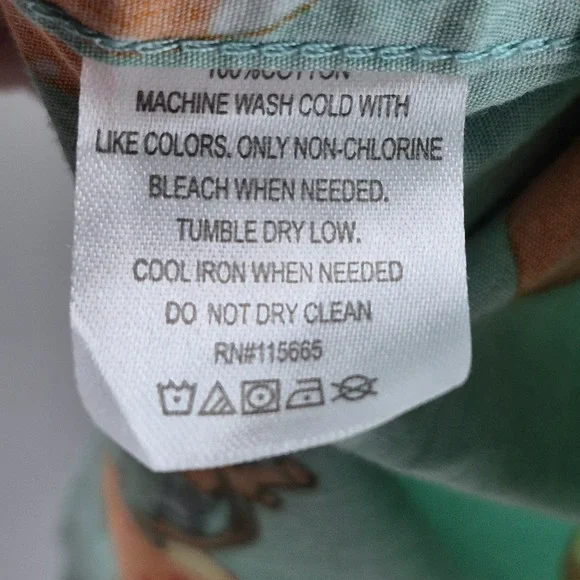 100%COTTON
MACHINE WASH COLD WITH
LIKE COLORS. ONLY NON-CHLORINE
BLEACH WHEN NEEDED.
TUMBLE DRY LOW.
COOL IRON WHEN NEEDED
DO NOT DRY CLEAN
RN#115665